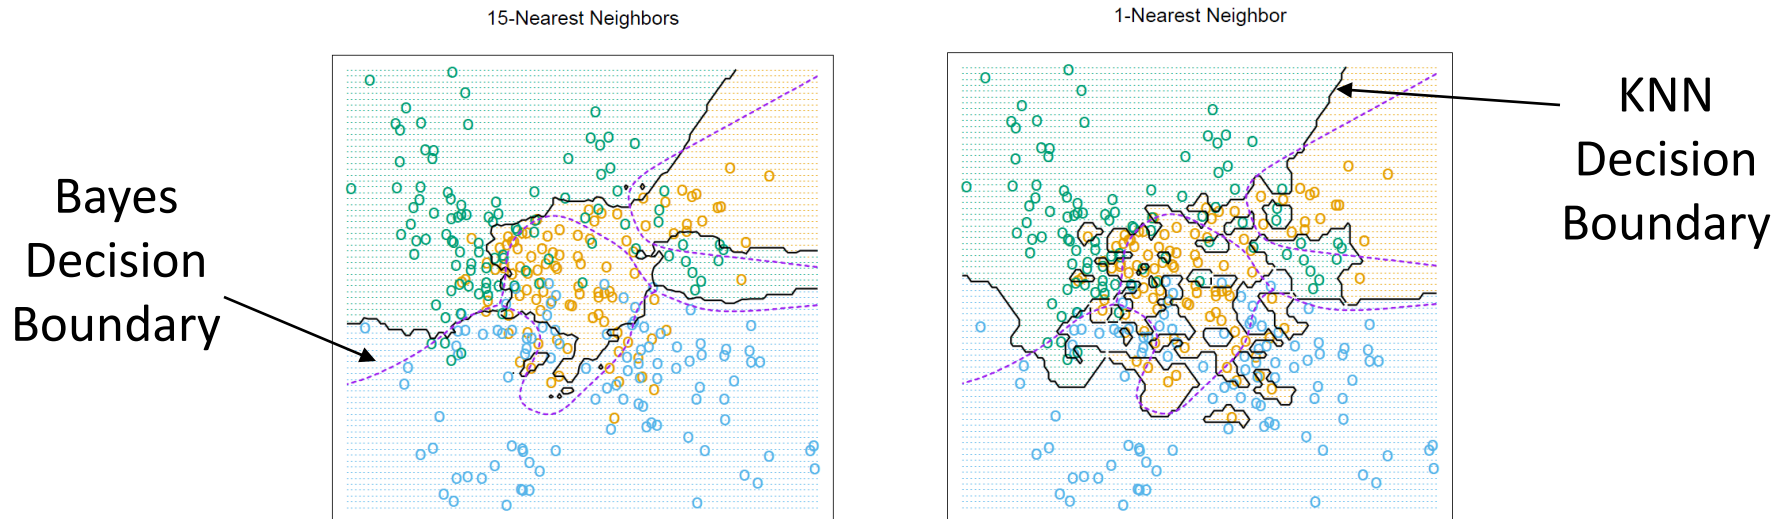 15-Nearest Neighbors
1-Nearest Neighbor
Bayes
Decision
Boundary
KNN
Decision
Boundary